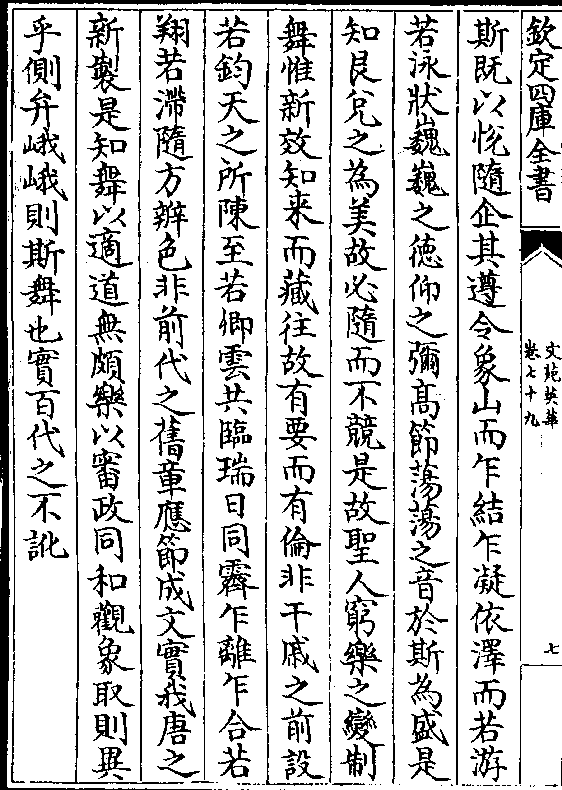 欽定四庫全書
文苑英華
卷七十九
七
斯既以恱隨企其遵令象山而乍結乍凝依澤而若游
若泳狀巍巍之德仰之彌髙節蕩蕩之音於斯為盛是
知艮兌之為美故必隨而不競是故聖人窮樂之變制
舞惟新效知来而藏往故有要而有倫非干戚之前設
若鈞天之所陳至若卿雲共臨瑞日同霽乍離乍合若
翔若滯隨方辨色非前代之舊章應節成文實我唐之
新製是知舞以適道無頗樂以審政同和觀象取則異
乎側弁峨峨則斯舞也實百代之不訛